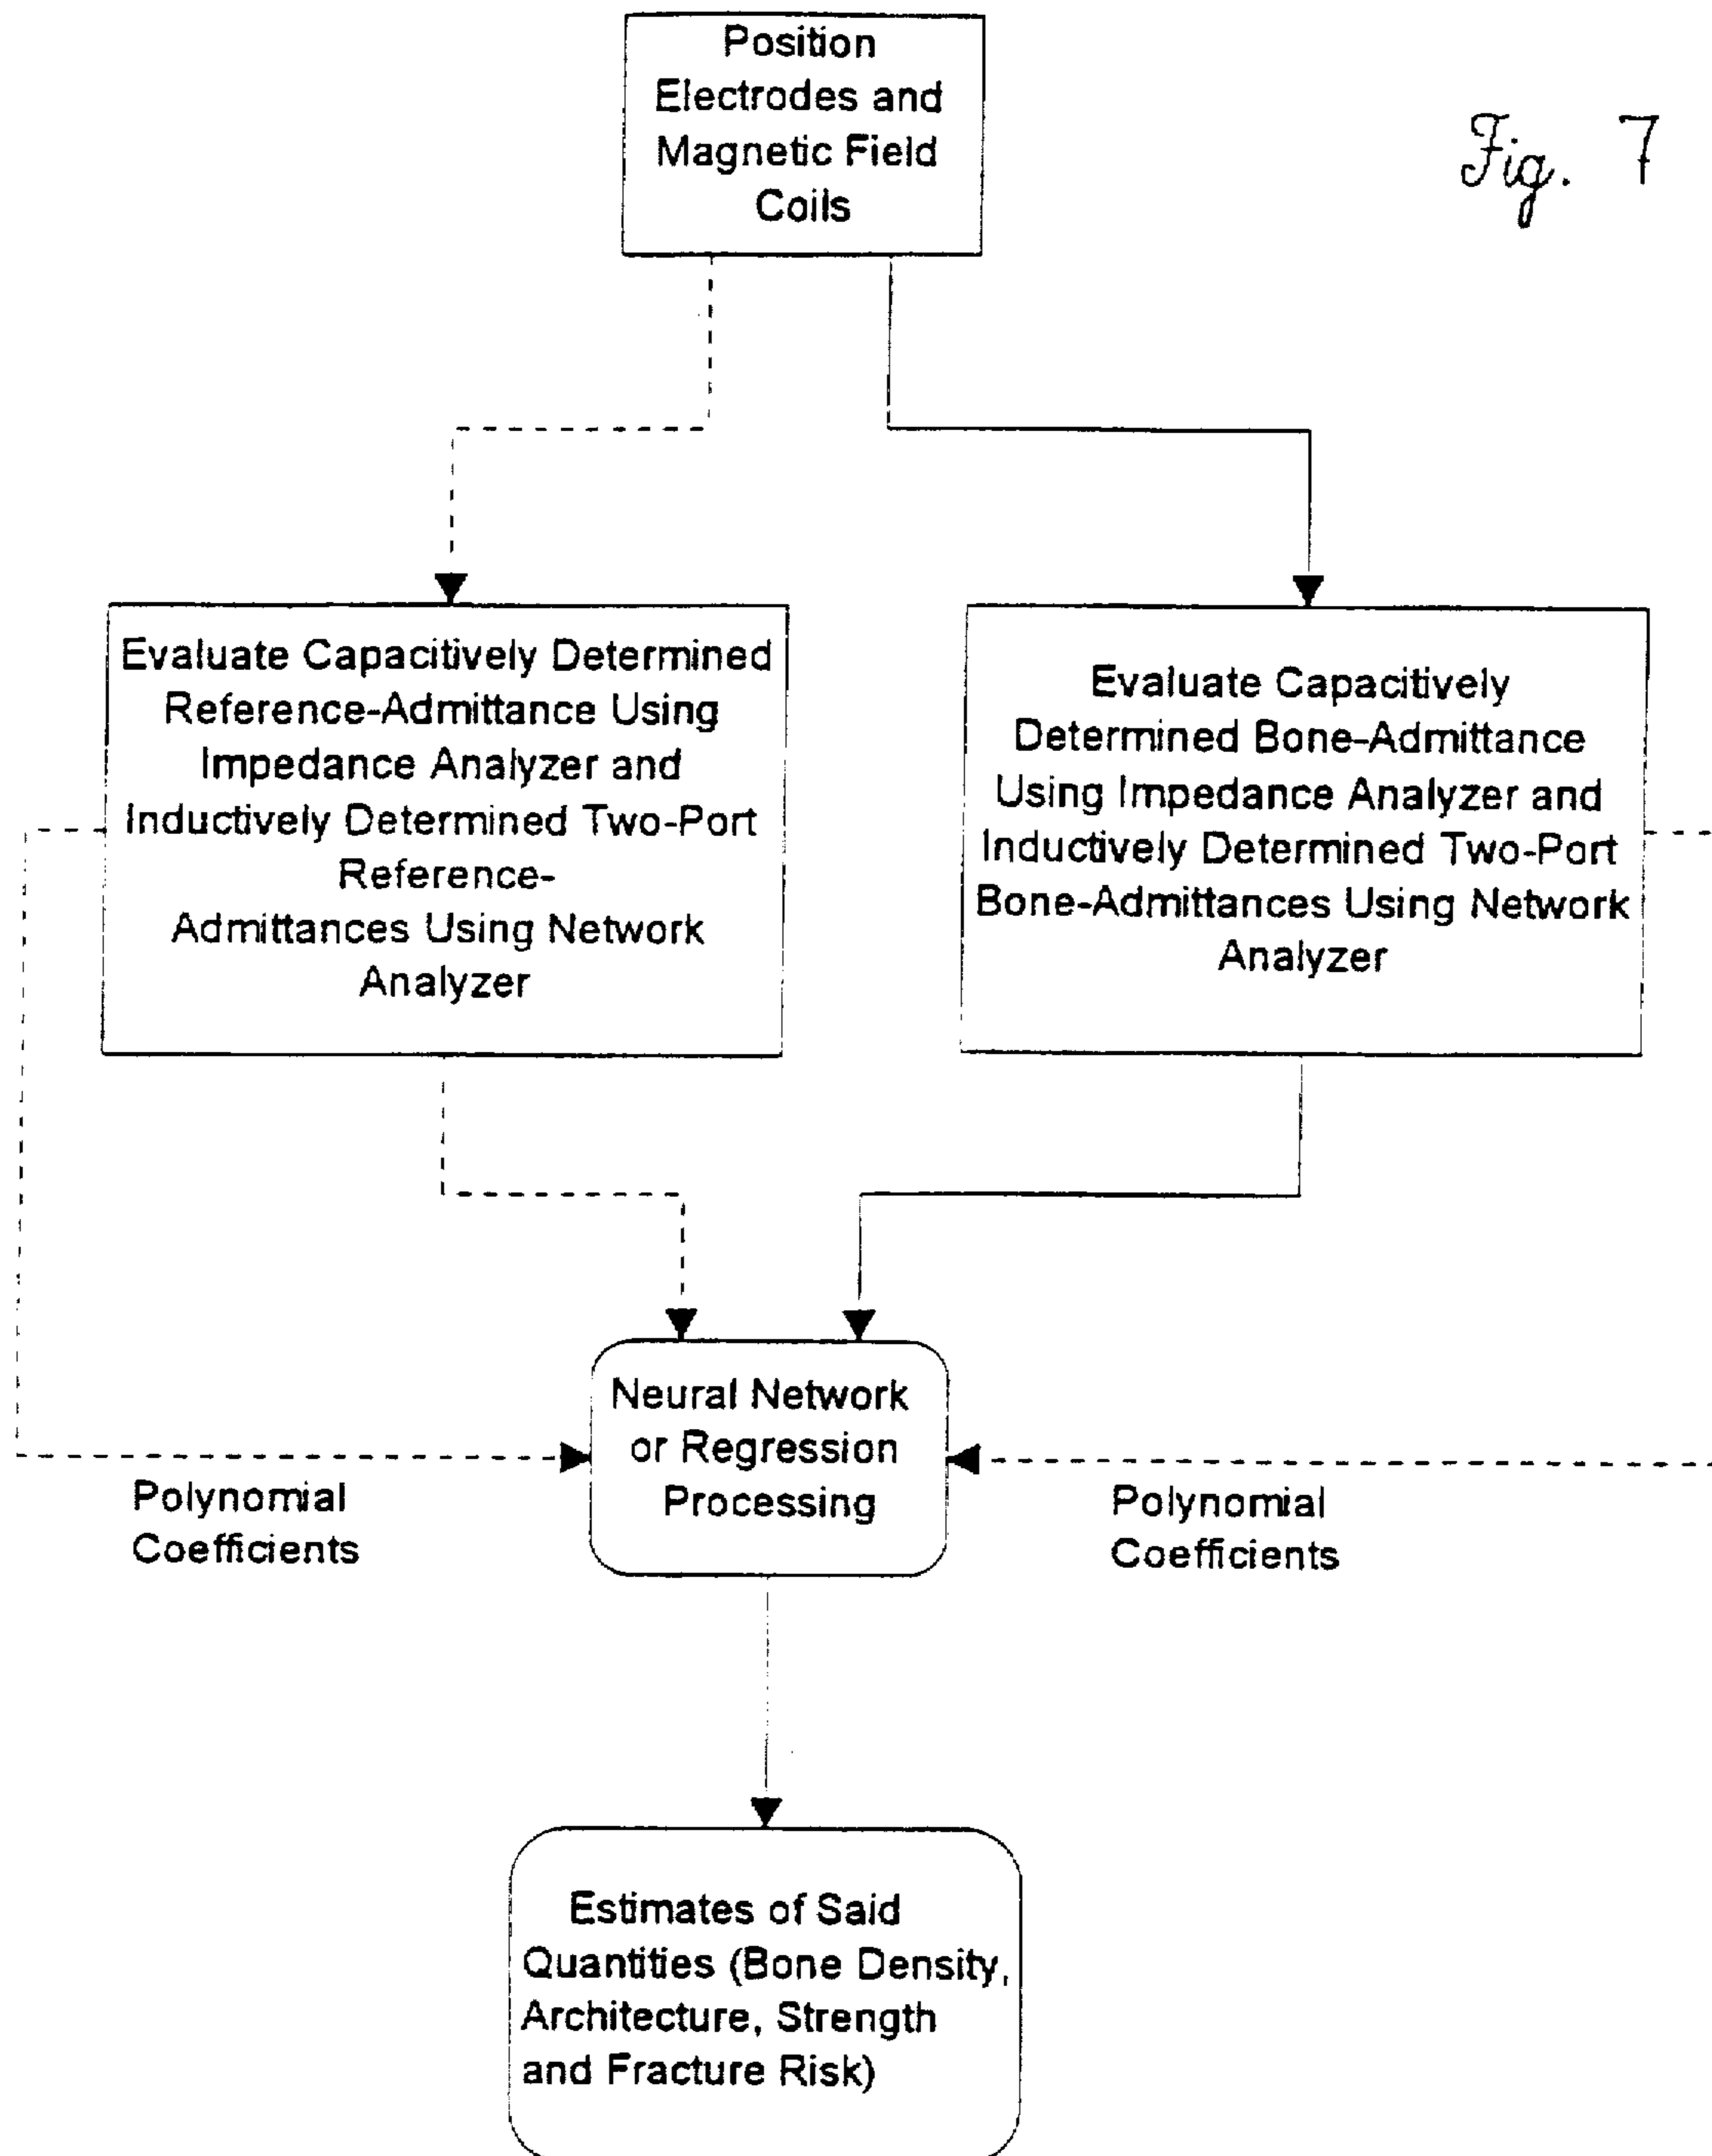 Position
Electrodes and
Magnetic Field
Coils
Fig. 7
Evaluate Capacitively Determined
Reference-Admittance Using
Impedance Analyzer and
Inductively Determined Two-Port
Reference-
Admittances Using Network
Analyzer
Evaluate Capacitively
Determined Bone-Admittance
Using Impedance Analyzer and
Inductively Determined Two-Port
Bone-Admittances Using Network
Analyzer
Neural Network
or Regression
Processing
Polynomial
Coefficients
Polynomial
Coefficients
Estimates of Said
Quantities (Bone Density,
Architecture, Strength
and Fracture Risk)